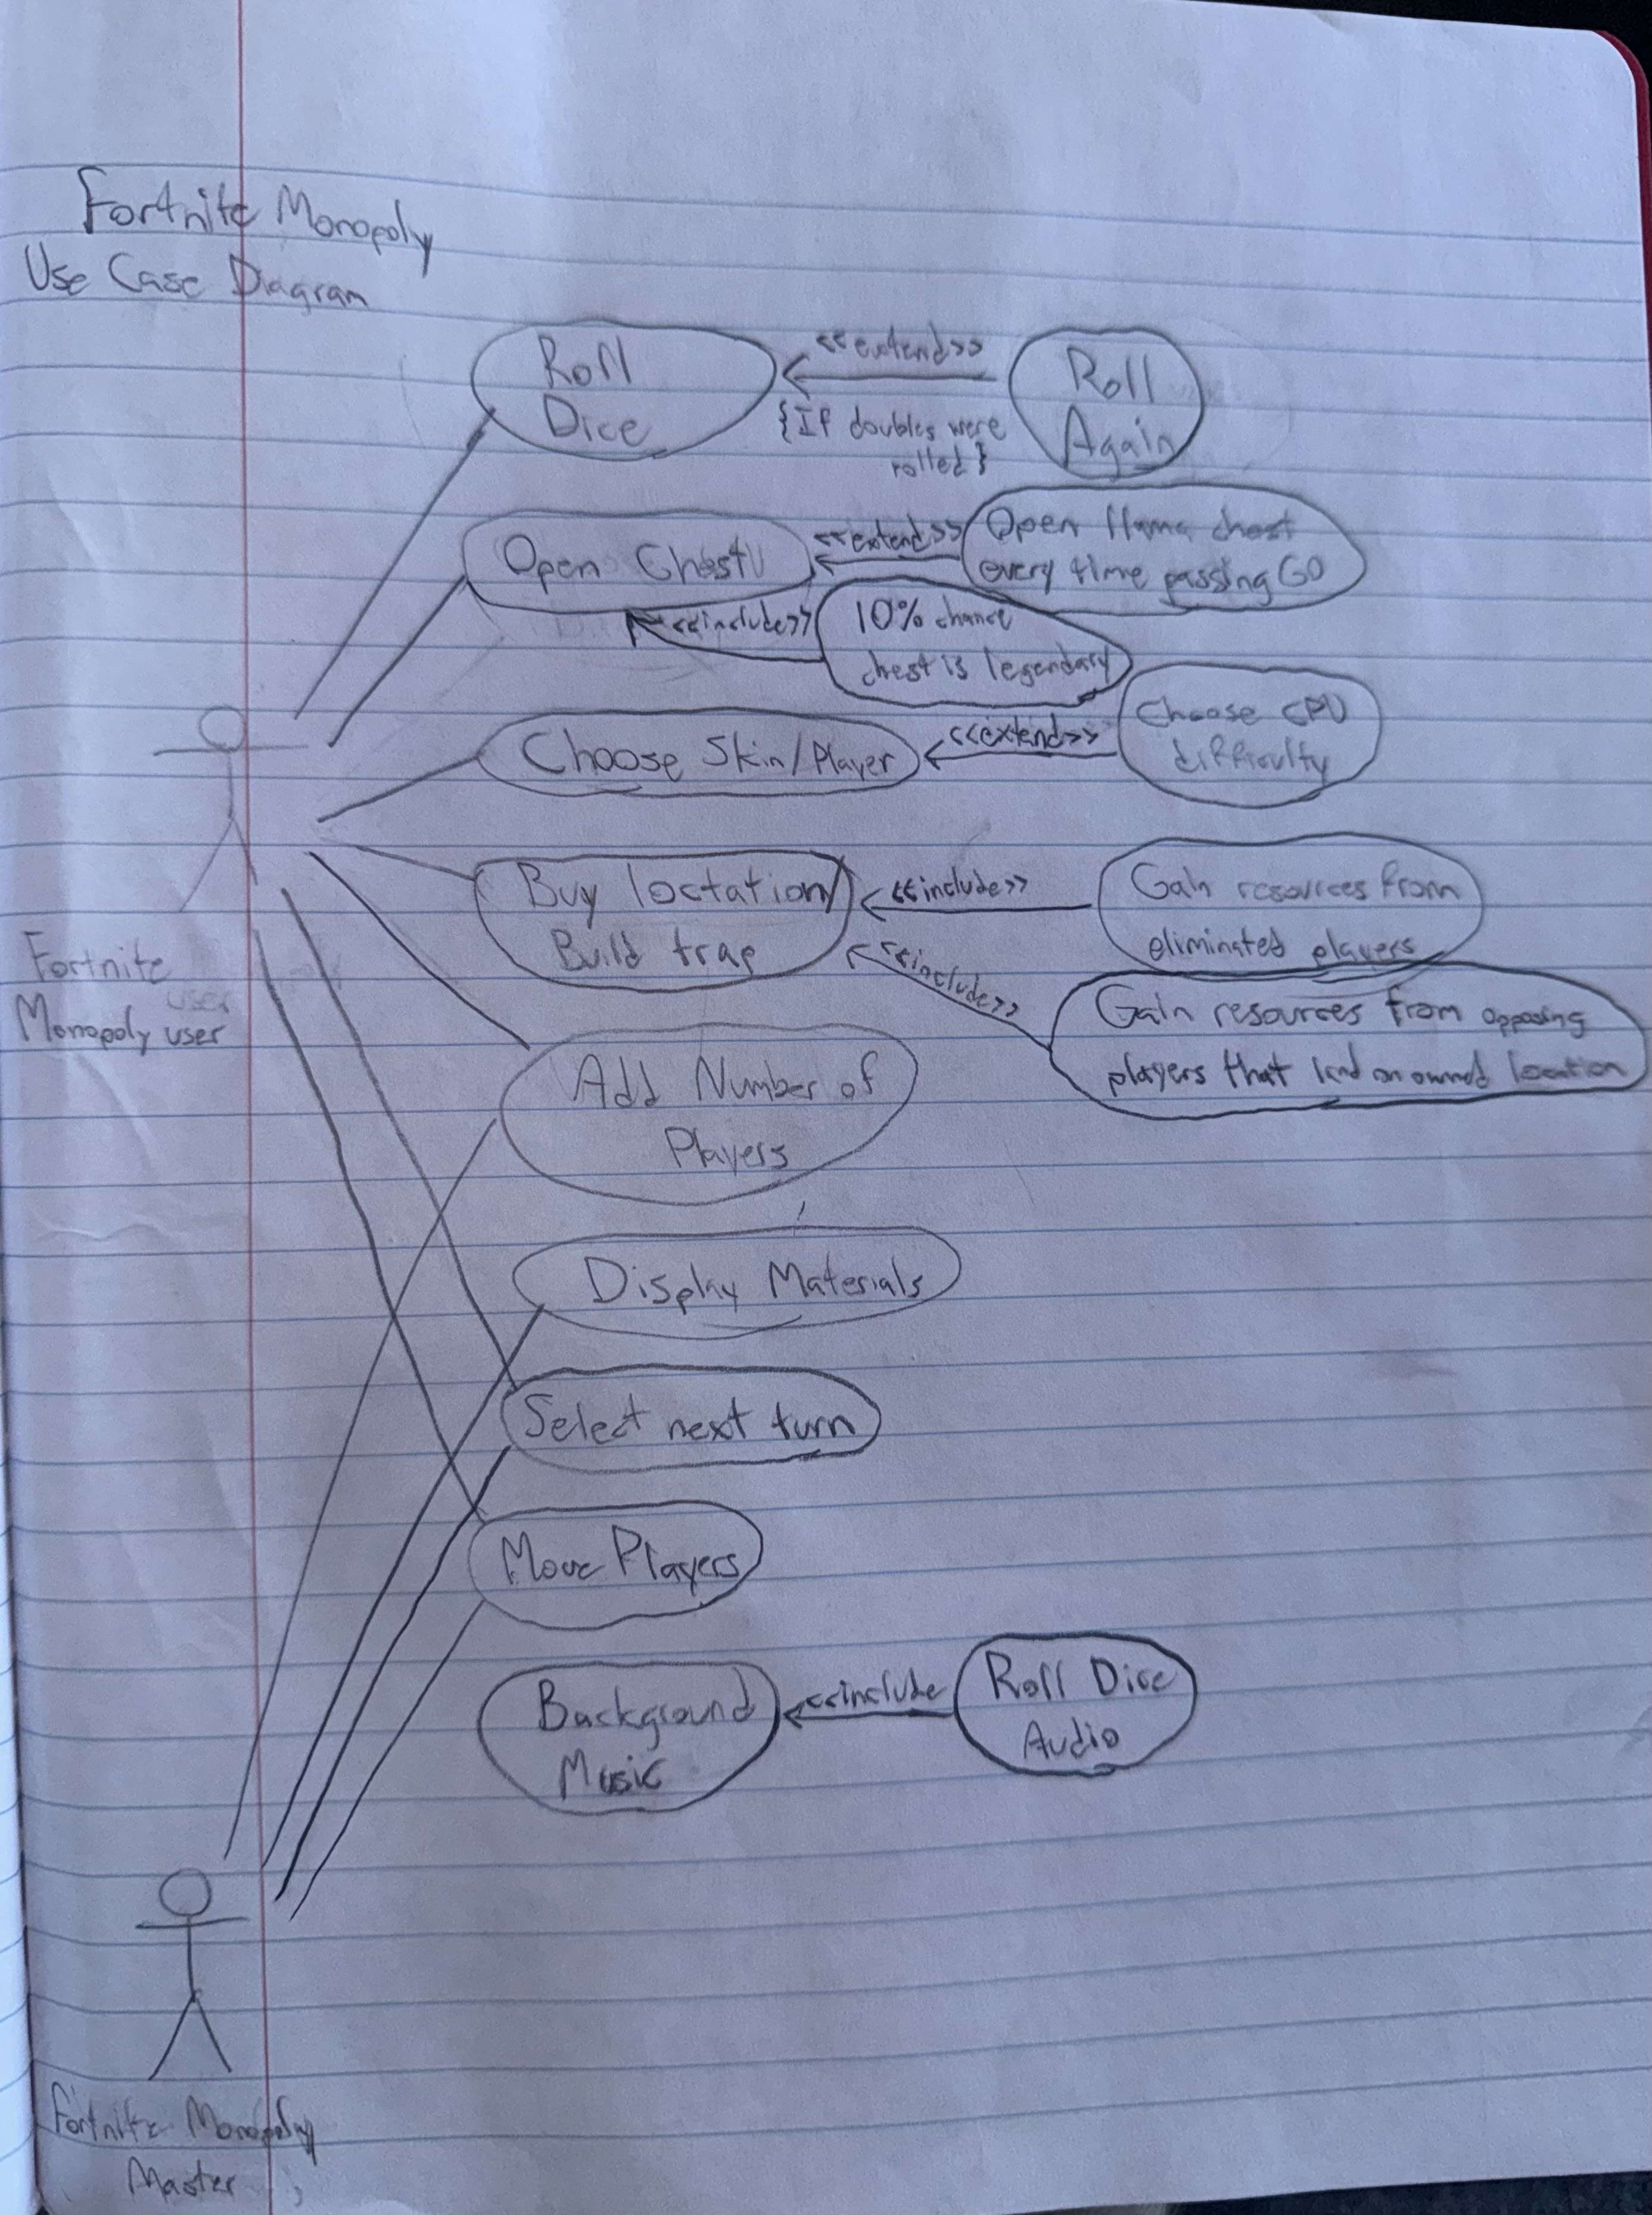 Fortnite Monopoly
Use Case Diagram
Roll
Dice
<<extend>>
{If doubles were
rolled}
Roll
Again
Open Chest
<<extend>>
Open llama chest
every time passing GO
<<include>>
10% chance
chest is legendary
Choose Skin/Player
<<extend>>
Choose CPU
difficulty
Buy loctation/
Build trap
<<include>>
Gain resources from
eliminated players
<<include>>
Gain resources from opposing
players that land on owned location
Fortnite
user
Monopoly user
Add Number of
Players
Display Materials
Select next turn
Move Players
Background
Music
<<include
Roll Dice
Audio
Fortnite Monopoly
Master